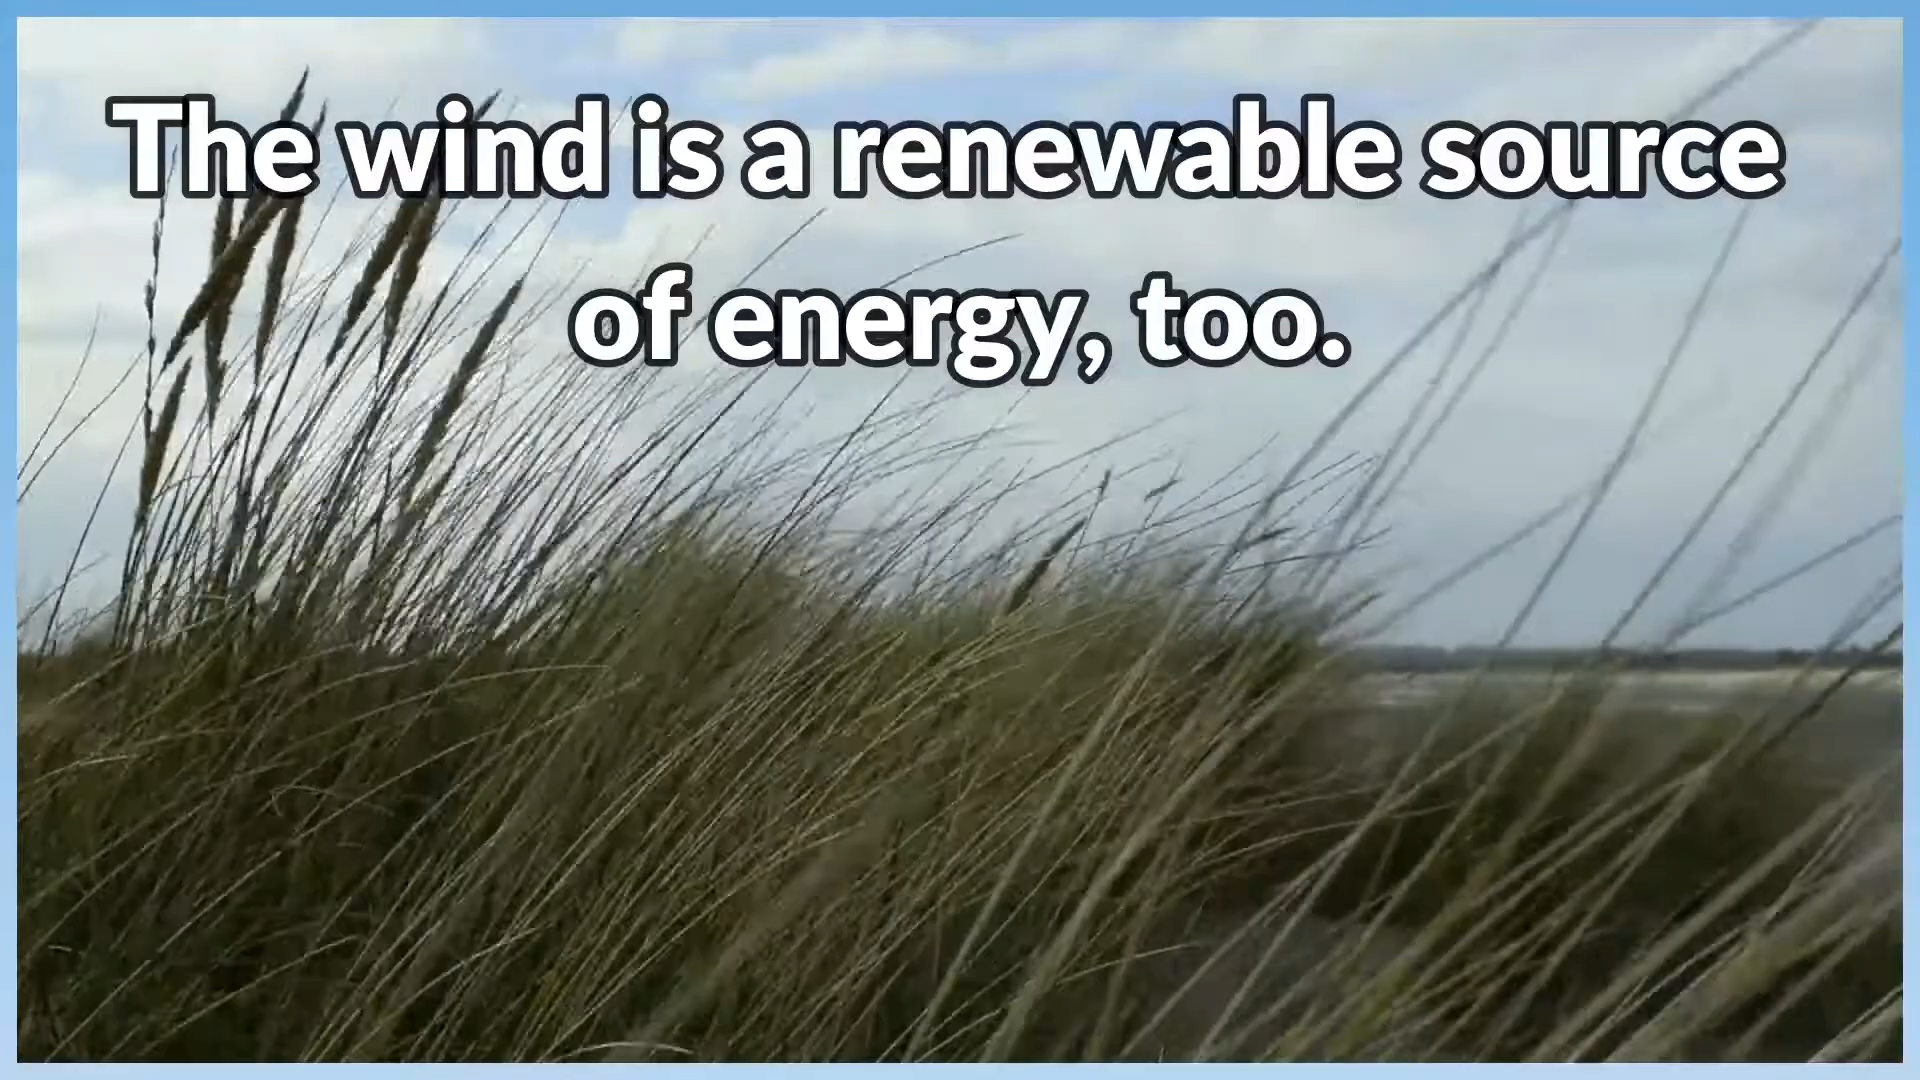 The wind is a renewable source
of energy, too.